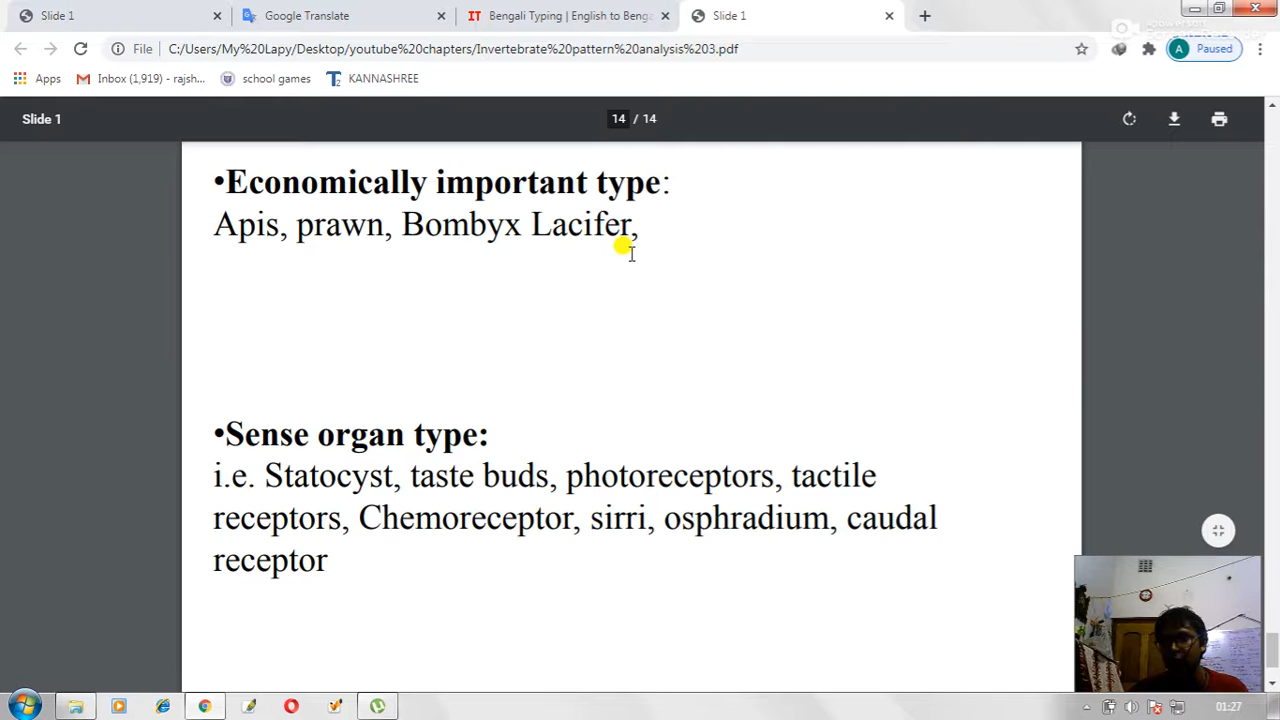 Slide 1
Google Translate
Bengali Typing | English to Beng
Slide 1
File
C:/Users/My%20Lapy/Desktop/youtube%20chapters/Invertebrate%20pattern%20analysis%203.pdf
A
Paused
Apps
Inbox (1,919) - rajsh...
school games
KANNASHREE
Slide 1
14 / 14
•Economically important type:
Apis, prawn, Bombyx Lacifer,
•Sense organ type:
i.e. Statocyst, taste buds, photoreceptors, tactile
receptors, Chemoreceptor, sirri, osphradium, caudal
receptor
01:27